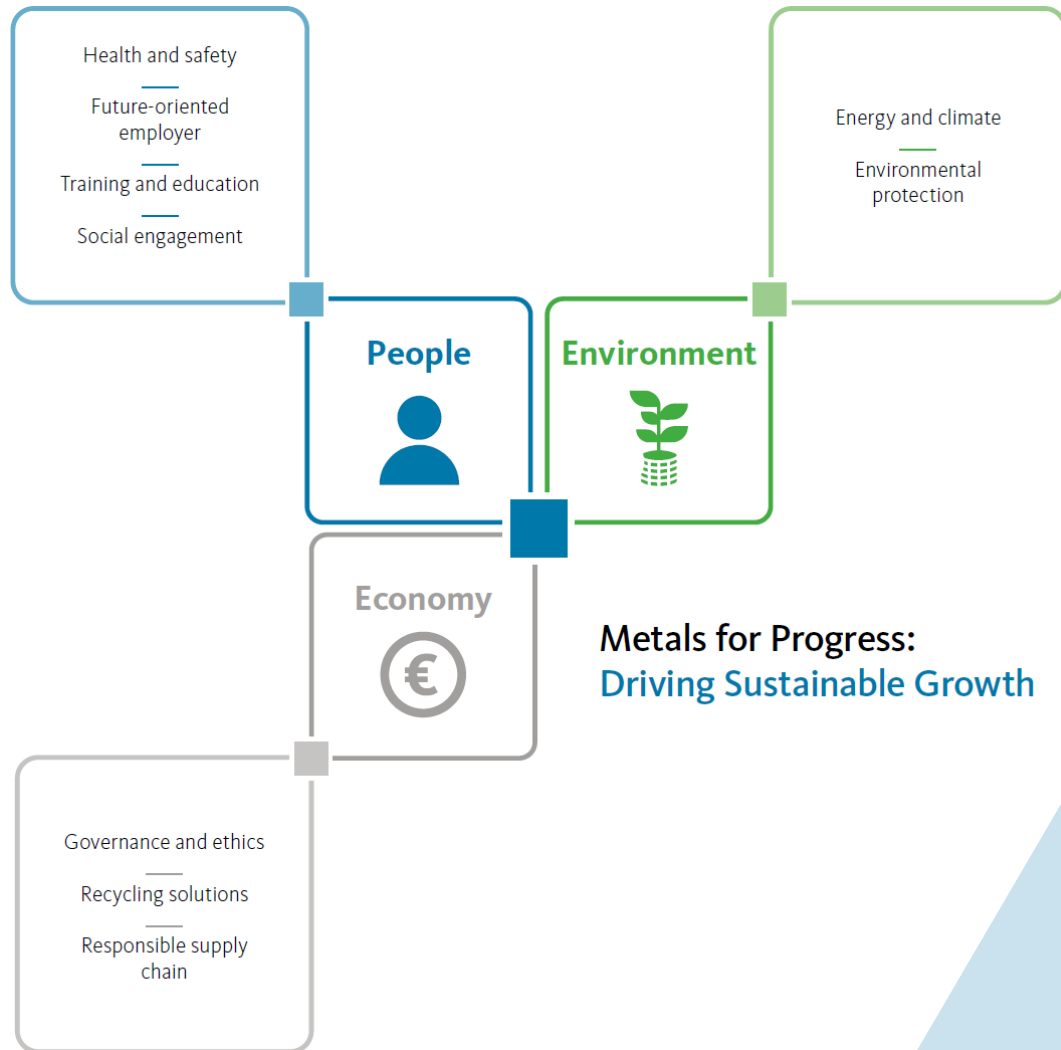 Health and safety
Future-oriented
employer
Training and education
Social engagement
Energy and climate
Environmental
protection
People
Environment
Economy
€
Metals for Progress:
Driving Sustainable Growth
Governance and ethics
Recycling solutions
Responsible supply
chain